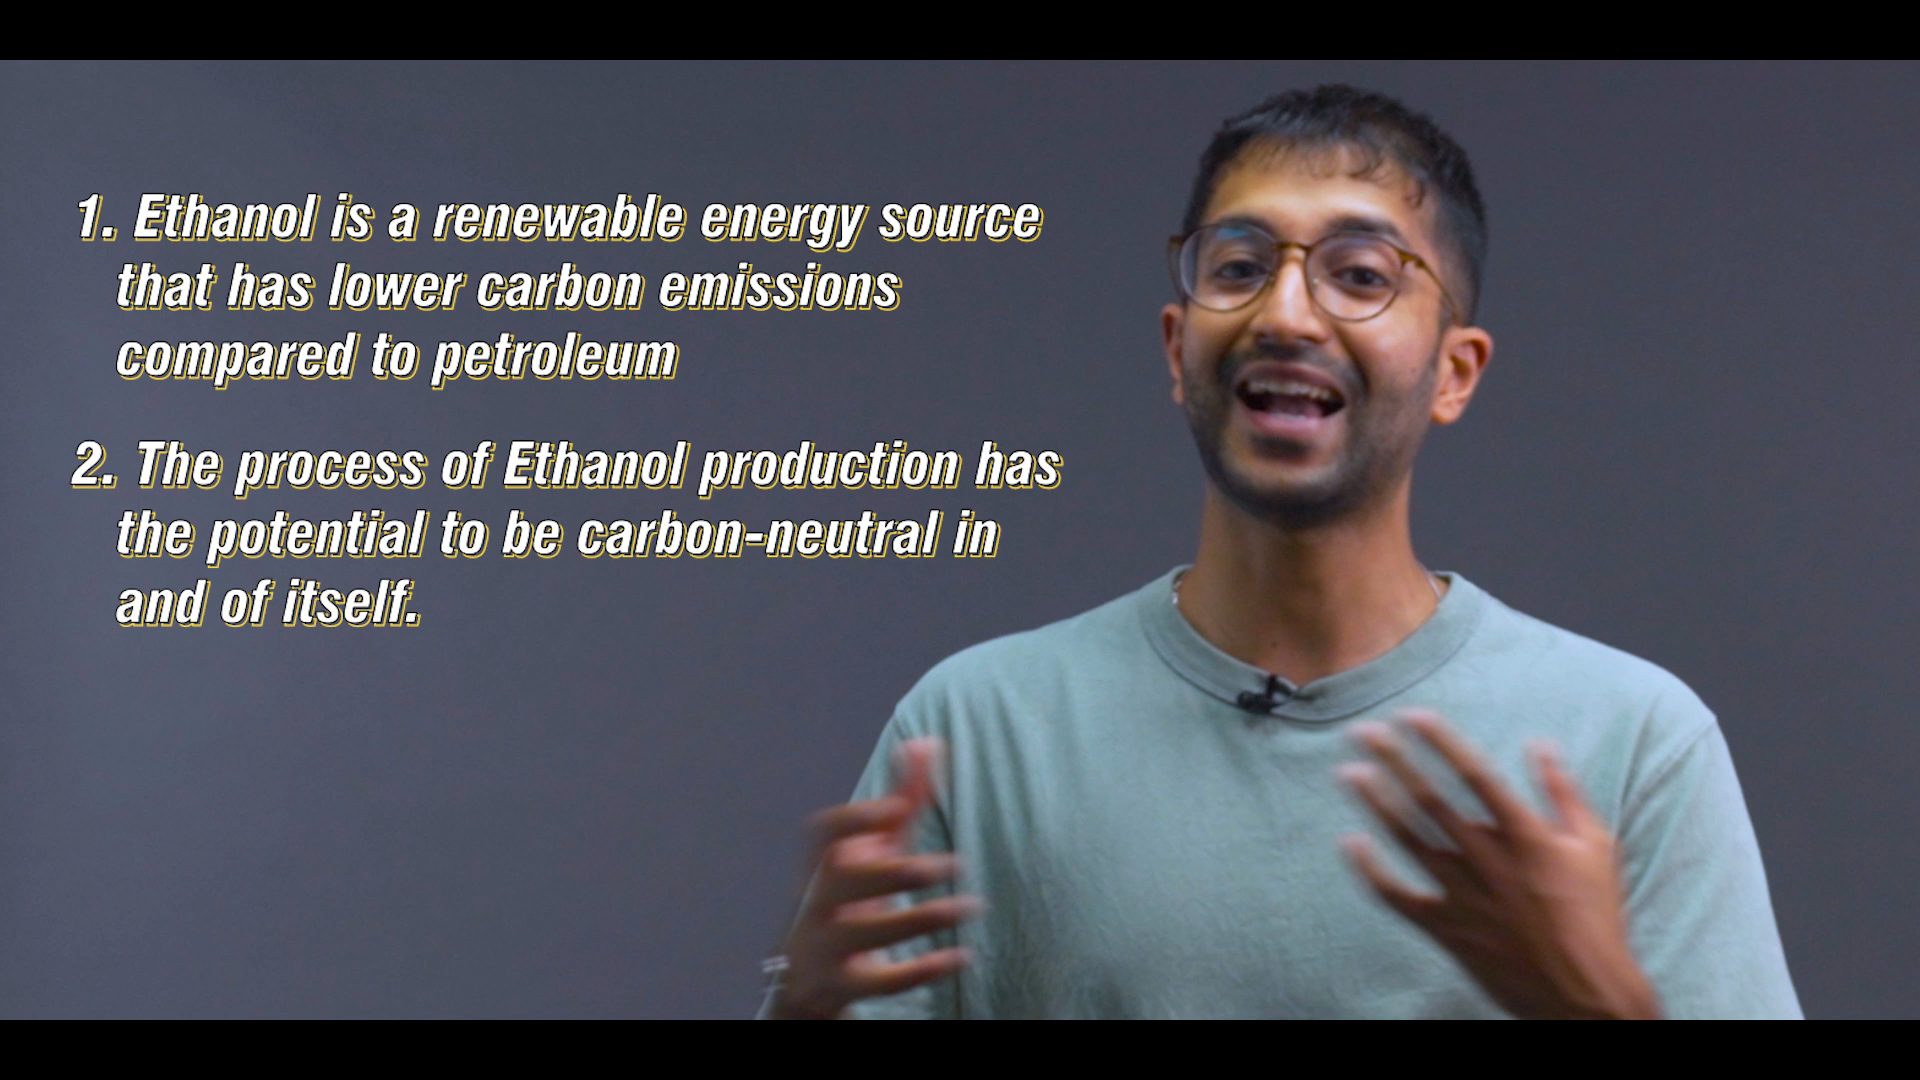 1. Ethanol is a renewable energy source
that has lower carbon emissions
compared to petroleum
2. The process of Ethanol production has
the potential to be carbon-neutral in
and of itself.